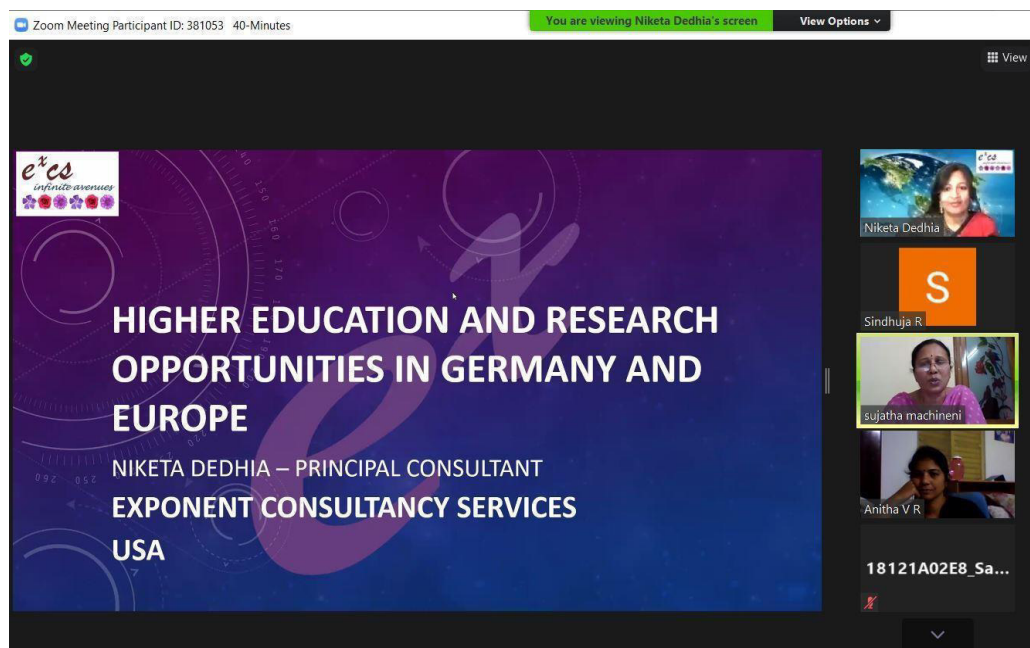 Zoom Meeting Participant ID: 381053 40-Minutes
You are viewing Niketa Dedhia's screen View Options
View
e^x cs
infinite avenues
HIGHER EDUCATION AND RESEARCH
OPPORTUNITIES IN GERMANY AND
EUROPE
NIKETA DEDHIA – PRINCIPAL CONSULTANT
EXPONENT CONSULTANCY SERVICES
USA
e^x cs
Niketa Dedhia
S
Sindhuja R
sujatha machineni
Anitha V R
18121A02E8_Sa...